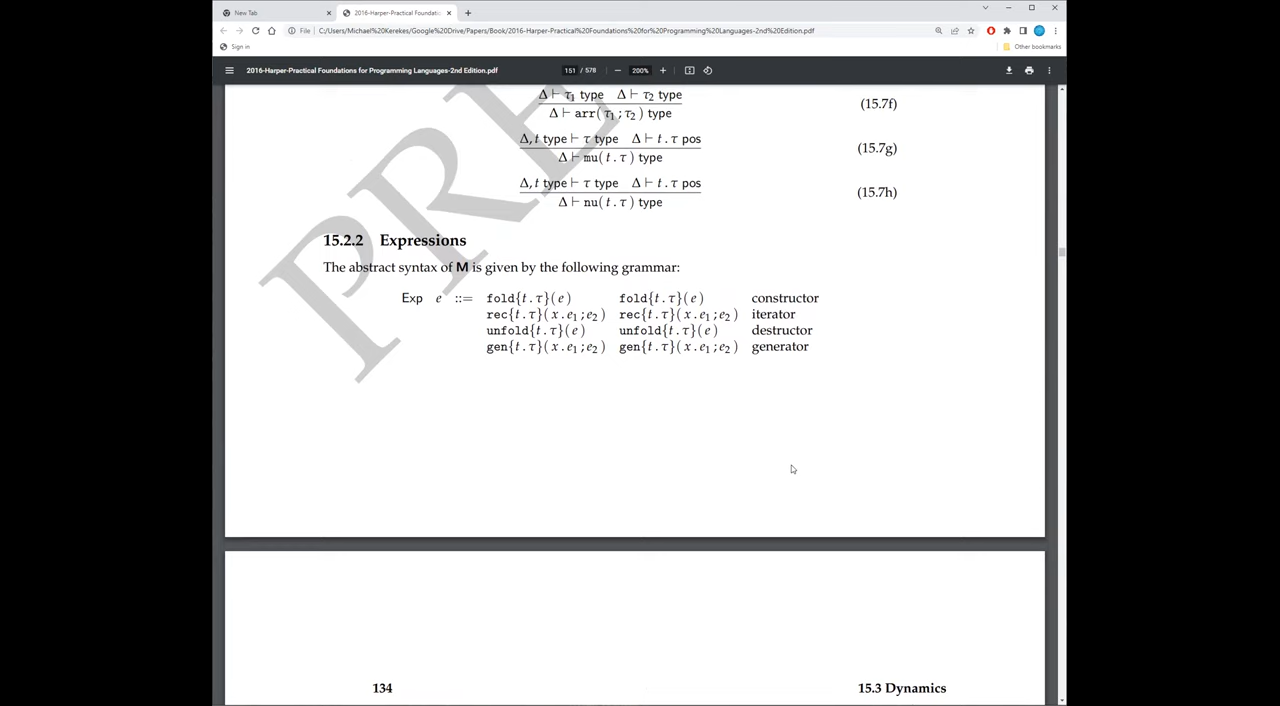 New Tab
2016-Harper-Practical Foundatio
File
C:/Users/Michael%20Kerekes/Google%20Drive/Papers/Book/2016-Harper-Practical%20Foundations%20for%20Programming%20Languages-2nd%20Edition.pdf
Sign in
Other bookmarks
2016-Harper-Practical Foundations for Programming Languages-2nd Edition.pdf
151 / 578
200%
PRE
Δ ⊢ τ1 type Δ ⊢ τ2 type
Δ ⊢ arr(τ1;τ2) type
(15.7f)
Δ, t type ⊢ τ type Δ ⊢ t.τ pos
Δ ⊢ mu(t.τ) type
(15.7g)
Δ, t type ⊢ τ type Δ ⊢ t.τ pos
Δ ⊢ nu(t.τ) type
(15.7h)
15.2.2 Expressions
The abstract syntax of M is given by the following grammar:
Exp e ::= fold{t.τ}(e) fold{t.τ}(e) constructor
rec{t.τ}(x.e1;e2) rec{t.τ}(x.e1;e2) iterator
unfold{t.τ}(e) unfold{t.τ}(e) destructor
gen{t.τ}(x.e1;e2) gen{t.τ}(x.e1;e2) generator
134
15.3 Dynamics